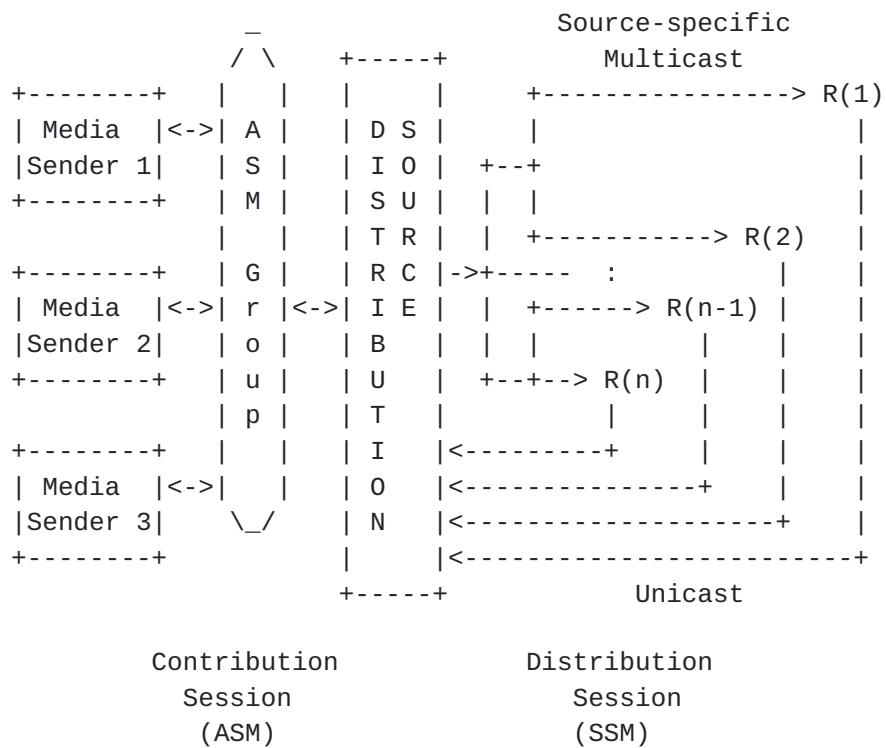 _                    Source-specific
              / \    +-----+          Multicast
+--------+   |   |   |     |     +----------------> R(1)
| Media  |<->| A |   | D S |     |                    |
|Sender 1|   | S |   | I O |  +--+                    |
+--------+   | M |   | S U |  |  |                    |
             |   |   | T R |  |  +-----------> R(2)   |
+--------+   | G |   | R C |->+-----  :          |    |
| Media  |<->| r |<->| I E |  |  +------> R(n-1) |    |
|Sender 2|   | o |   | B   |  |  |          |    |    |
+--------+   | u |   | U   |  +--+--> R(n)  |    |    |
             | p |   | T   |          |     |    |    |
+--------+   |   |   | I   |<---------+     |    |    |
| Media  |<->|   |   | O   |<---------------+    |    |
|Sender 3|    \_/    | N   |<--------------------+    |
+--------+           |     |<-------------------------+
                     +-----+            Unicast
         Contribution            Distribution
           Session                  Session
            (ASM)                    (SSM)